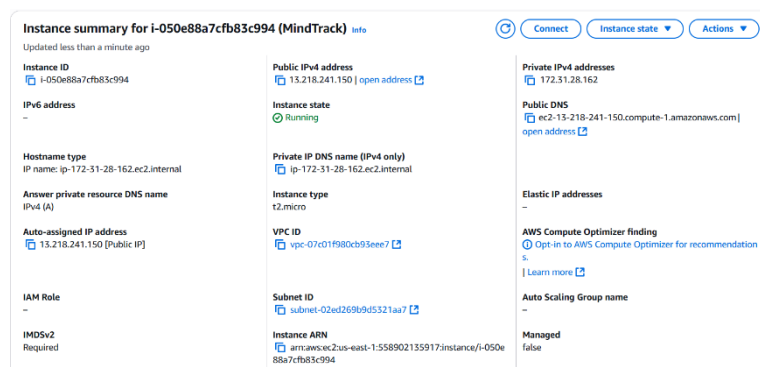 Instance summary for i-050e88a7cfb83c994 (MindTrack) Info
Connect
Instance state
Actions
Updated less than a minute ago
Instance ID
i-050e88a7cfb83c994
Public IPv4 address
13.218.241.150 | open address
Private IPv4 addresses
172.31.28.162
IPv6 address
–
Instance state
Running
Public DNS
ec2-13-218-241-150.compute-1.amazonaws.com |
open address
Hostname type
IP name: ip-172-31-28-162.ec2.internal
Private IP DNS name (IPv4 only)
ip-172-31-28-162.ec2.internal
Answer private resource DNS name
IPv4 (A)
Instance type
t2.micro
Elastic IP addresses
–
Auto-assigned IP address
13.218.241.150 [Public IP]
VPC ID
vpc-07c01f980cb93eee7
AWS Compute Optimizer finding
Opt-in to AWS Compute Optimizer for recommendation
s.
| Learn more
IAM Role
–
Subnet ID
subnet-02ed269b9d5321aa7
Auto Scaling Group name
–
IMDSv2
Required
Instance ARN
arn:aws:ec2:us-east-1:558902135917:instance/i-050e
88a7cfb83c994
Managed
false